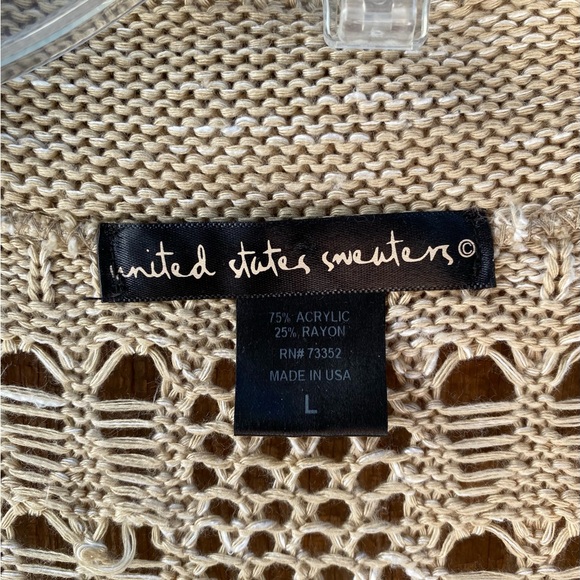 united states sweaters©
75% ACRYLIC
25% RAYON
RN# 73352
MADE IN USA
L